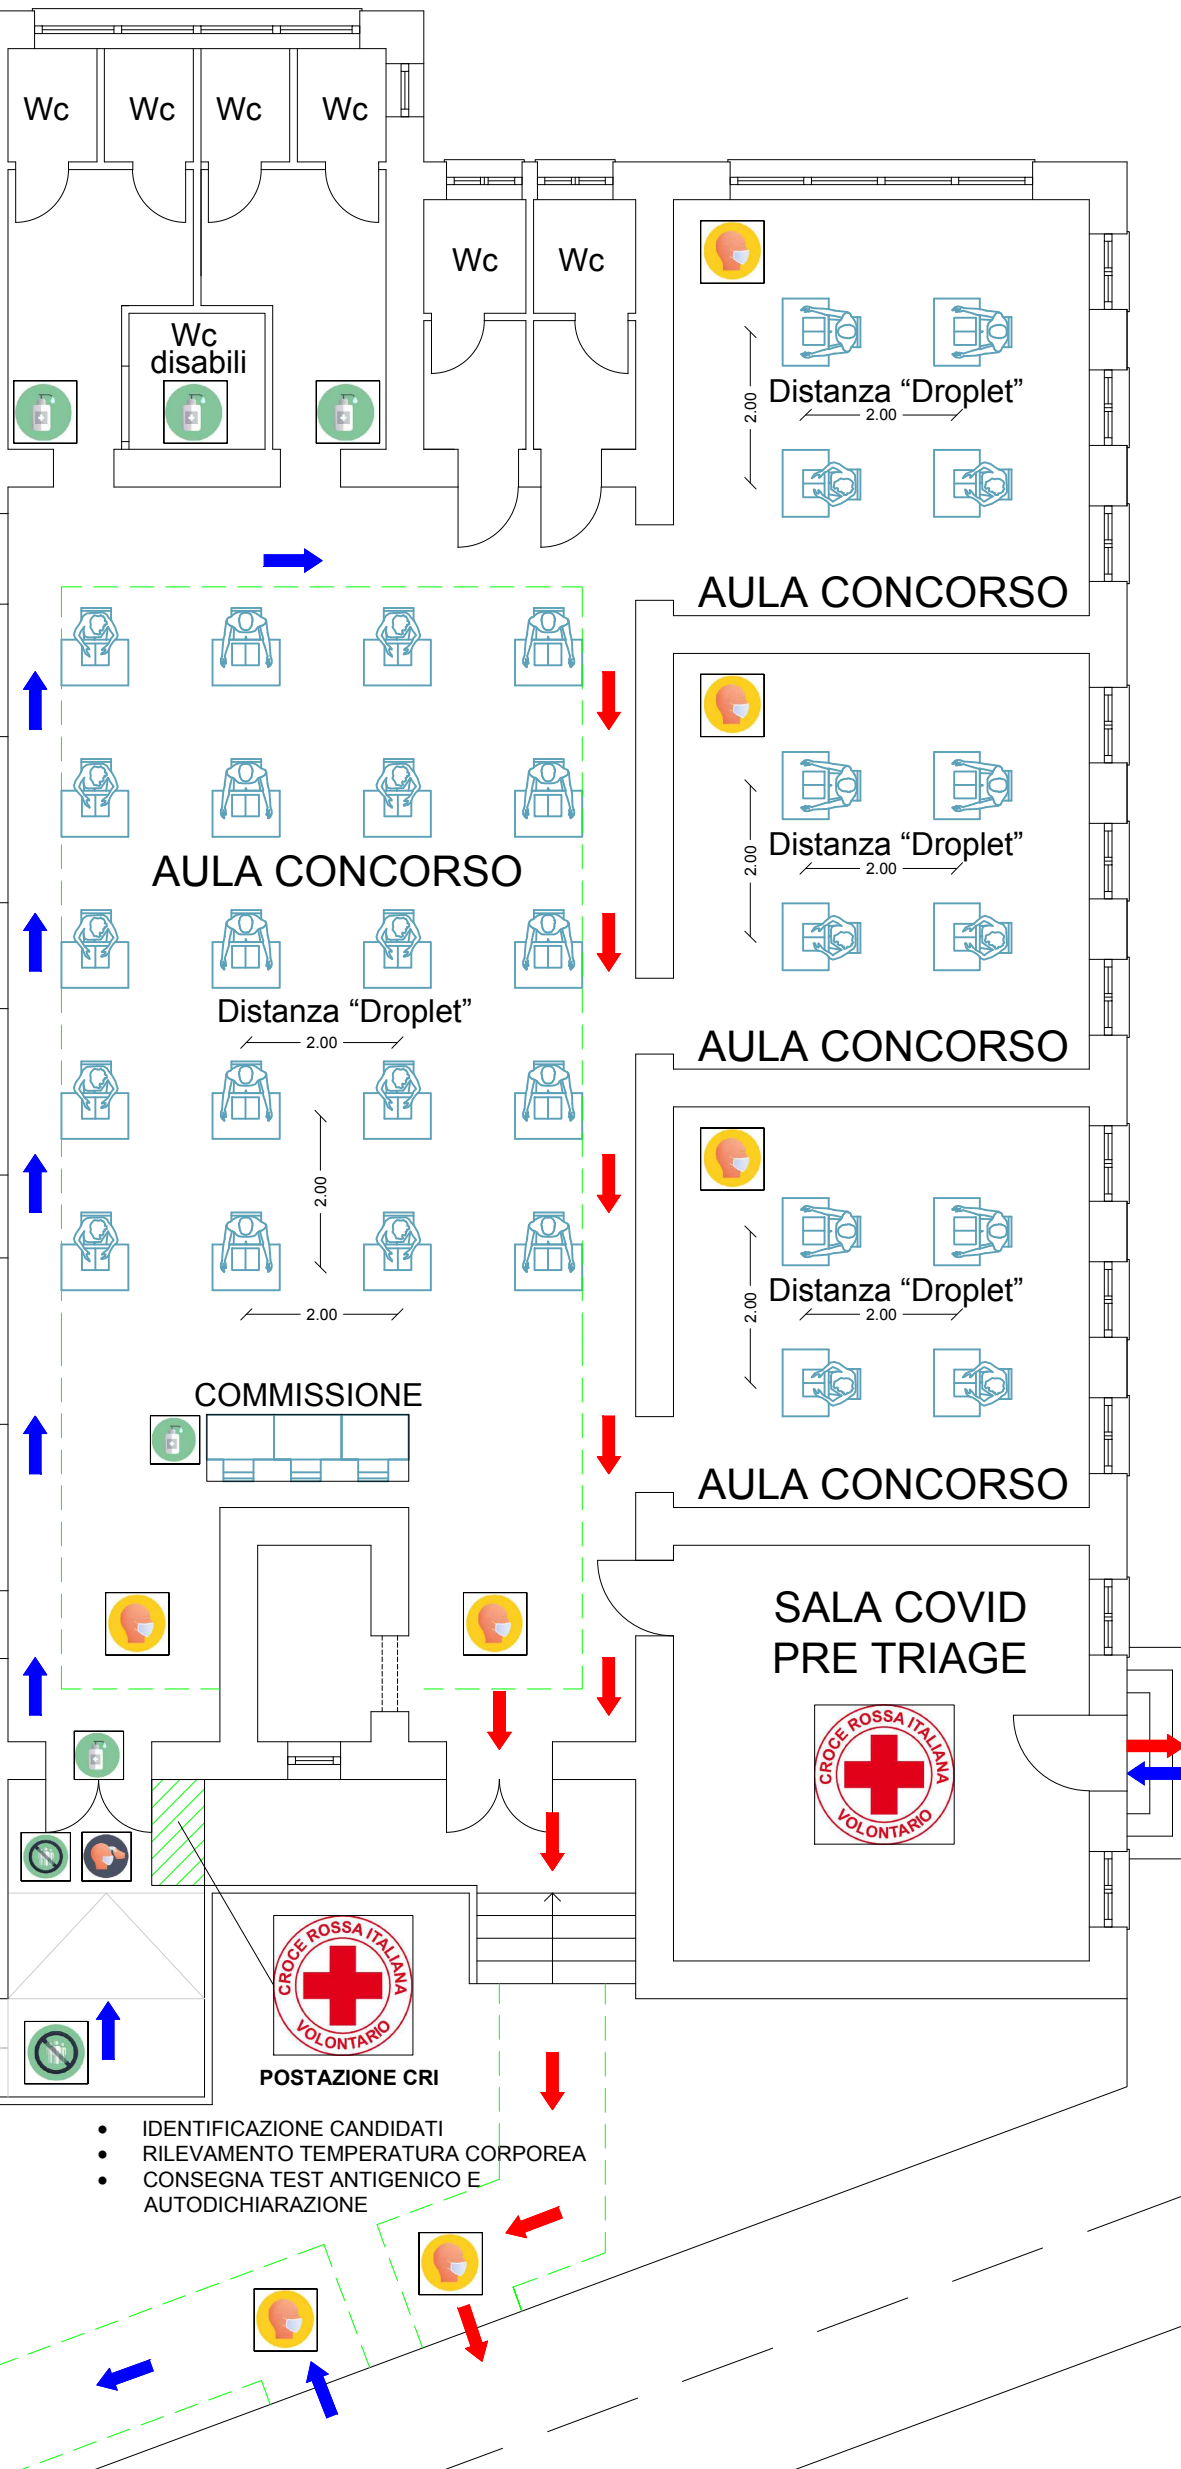 Wc
Wc
Wc
Wc
Wc
Wc
Wc
disabili
Distanza “Droplet”
2.00
2.00
AULA CONCORSO
AULA CONCORSO
Distanza “Droplet”
2.00
2.00
2.00
Distanza “Droplet”
2.00
2.00
AULA CONCORSO
Distanza “Droplet”
2.00
2.00
AULA CONCORSO
COMMISSIONE
SALA COVID
PRE TRIAGE
CROCE ROSSA ITALIANA
VOLONTARIO
CROCE ROSSA ITALIANA
VOLONTARIO
POSTAZIONE CRI
• IDENTIFICAZIONE CANDIDATI
• RILEVAMENTO TEMPERATURA CORPOREA
• CONSEGNA TEST ANTIGENICO E
AUTODICHIARAZIONE